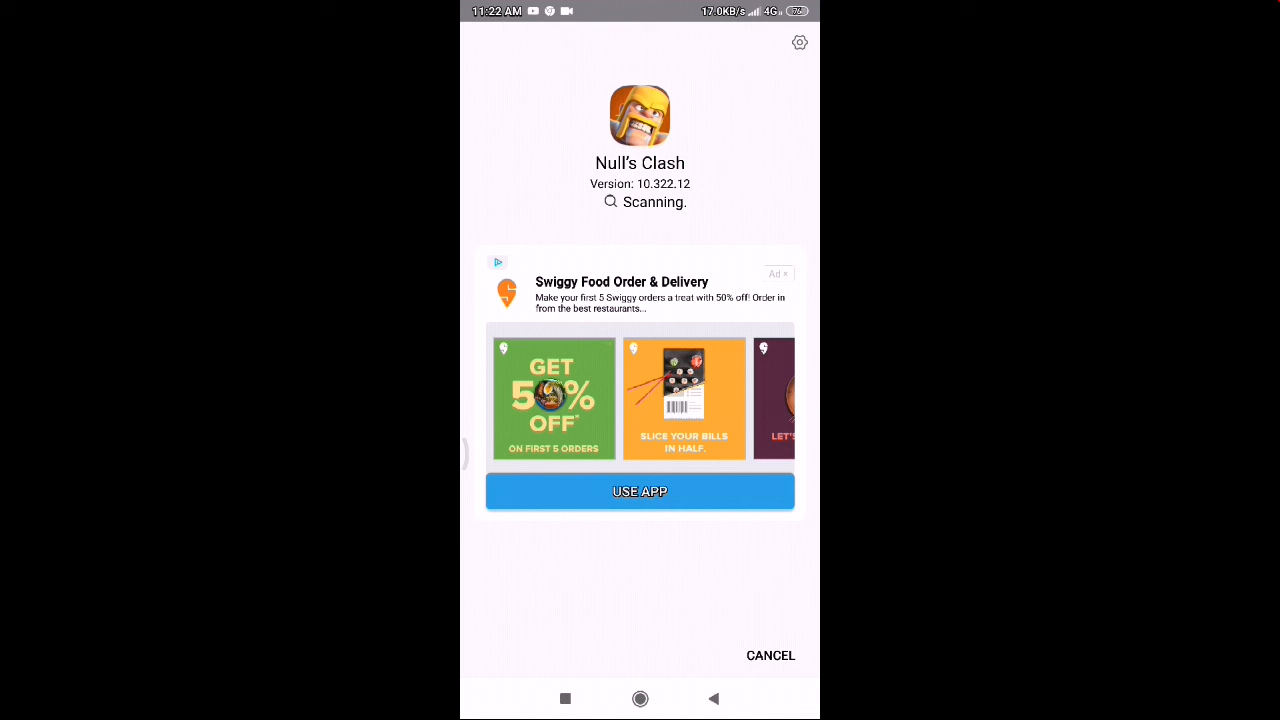 11:22 AM 17.0KB/s 4G 76
Null's Clash
Version: 10.322.12
Scanning.
Swiggy Food Order & Delivery
Ad ×
Make your first 5 Swiggy orders a treat with 50% off! Order in
from the best restaurants...
GET
50%
OFF*
ON FIRST 5 ORDERS
SLICE YOUR BILLS
IN HALF.
LET'S
USE APP
CANCEL